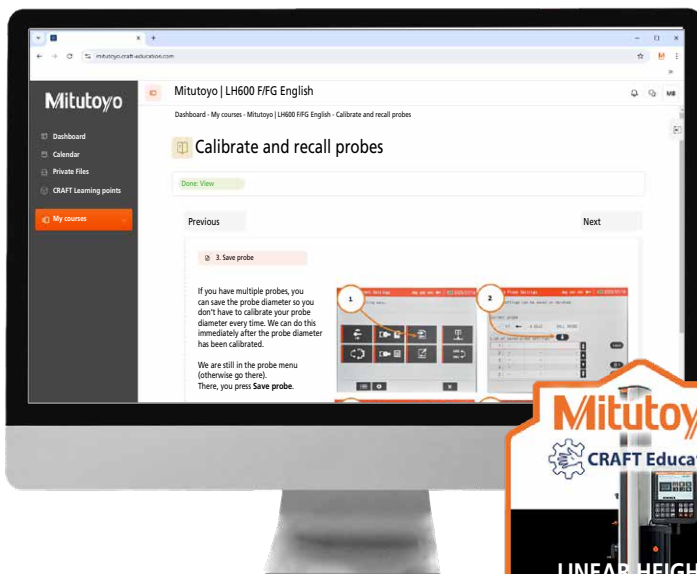 mitutoyo.craft-education.com
Mitutoyo
Mitutoyo | LH600 F/FG English
MB
Dashboard - My courses - Mitutoyo | LH600 F/FG English - Calibrate and recall probes
Dashboard
Calendar
Private Files
CRAFT Learning points
My courses
Calibrate and recall probes
Done: View
Previous
Next
3. Save probe
If you have multiple probes, you
can save the probe diameter so you
don't have to calibrate your probe
diameter every time. We can do this
immediately after the probe diameter
has been calibrated.
We are still in the probe menu
(otherwise go there).
There, you press Save probe.
1
2
Mitutoy
CRAFT Educat
LINEAR HEIGH